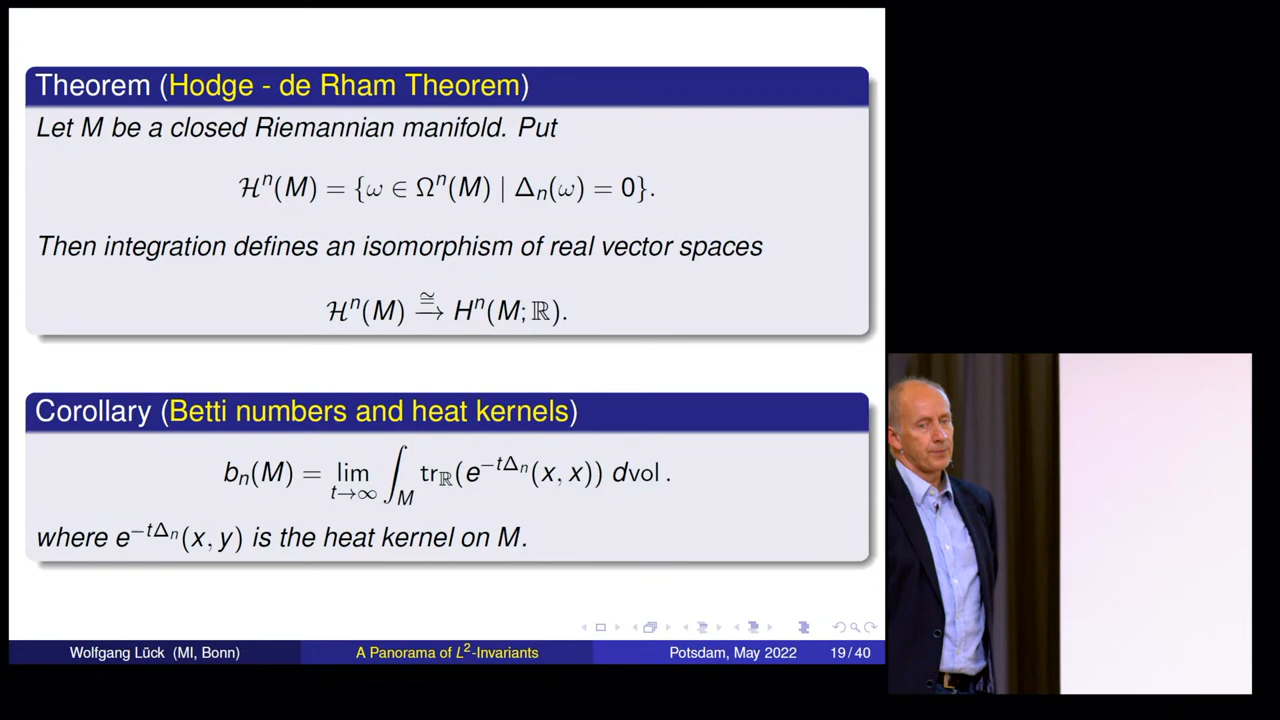 Theorem (Hodge - de Rham Theorem)
Let M be a closed Riemannian manifold. Put
ℋⁿ(M) = {ω ∈ Ωⁿ(M) | Δₙ(ω) = 0}.
Then integration defines an isomorphism of real vector spaces
ℋⁿ(M) ≅→ Hⁿ(M; ℝ).
Corollary (Betti numbers and heat kernels)
bₙ(M) = lim_{t→∞} ∫_M tr_ℝ(e^{−tΔₙ}(x, x)) dvol .
where e^{−tΔₙ}(x, y) is the heat kernel on M.
Wolfgang Lück (MI, Bonn) A Panorama of L²-Invariants Potsdam, May 2022 19 / 40